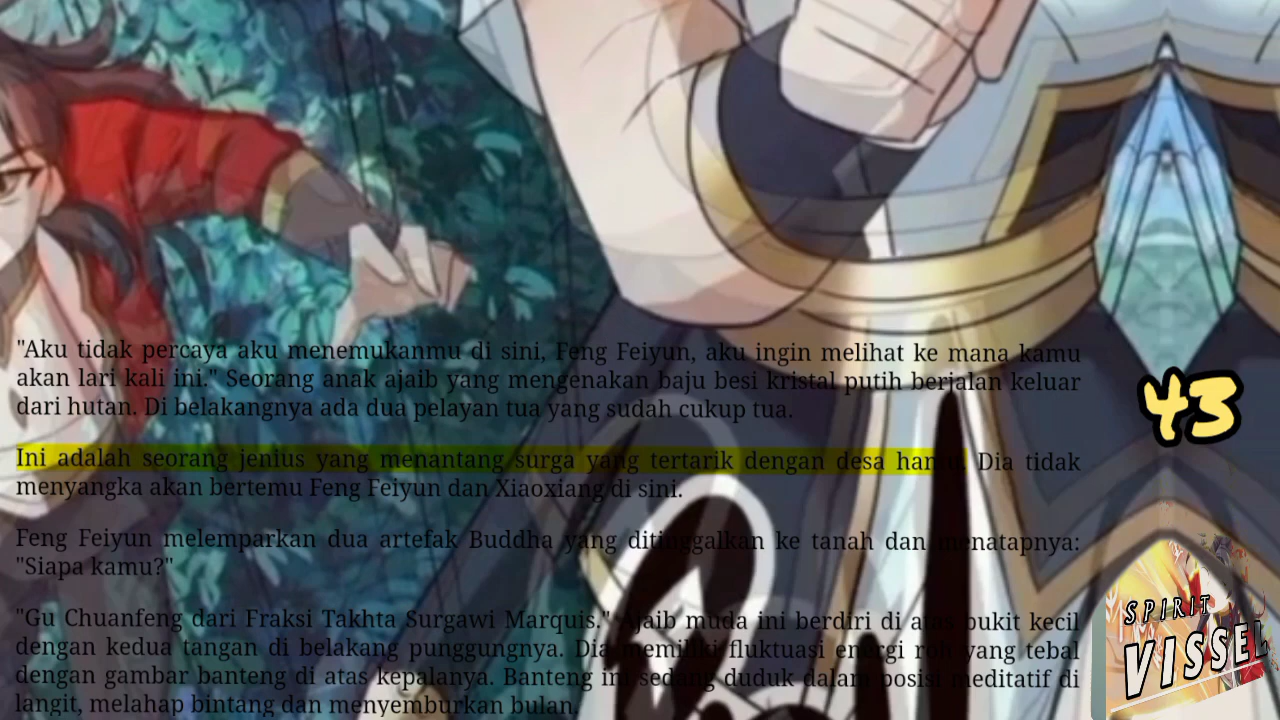 "Aku tidak percaya aku menemukanmu di sini, Feng Feiyun, aku ingin melihat ke mana kamu
akan lari kali ini." Seorang anak ajaib yang mengenakan baju besi kristal putih berjalan keluar
dari hutan. Di belakangnya ada dua pelayan tua yang sudah cukup tua.
Ini adalah seorang jenius yang menantang surga yang tertarik dengan desa hantu. Dia tidak
menyangka akan bertemu Feng Feiyun dan Xiaoxiang di sini.
Feng Feiyun melemparkan dua artefak Buddha yang ditinggalkan ke tanah dan menatapnya:
"Siapa kamu?"
"Gu Chuanfeng dari Fraksi Takhta Surgawi Marquis." Ajaib muda ini berdiri di atas bukit kecil
dengan kedua tangan di belakang punggungnya. Dia memiliki fluktuasi energi roh yang tebal
dengan gambar banteng di atas kepalanya. Banteng ini sedang duduk dalam posisi meditatif di
langit, melahap bintang dan menyemburkan bulan.
43
SPIRIT
VISSEL